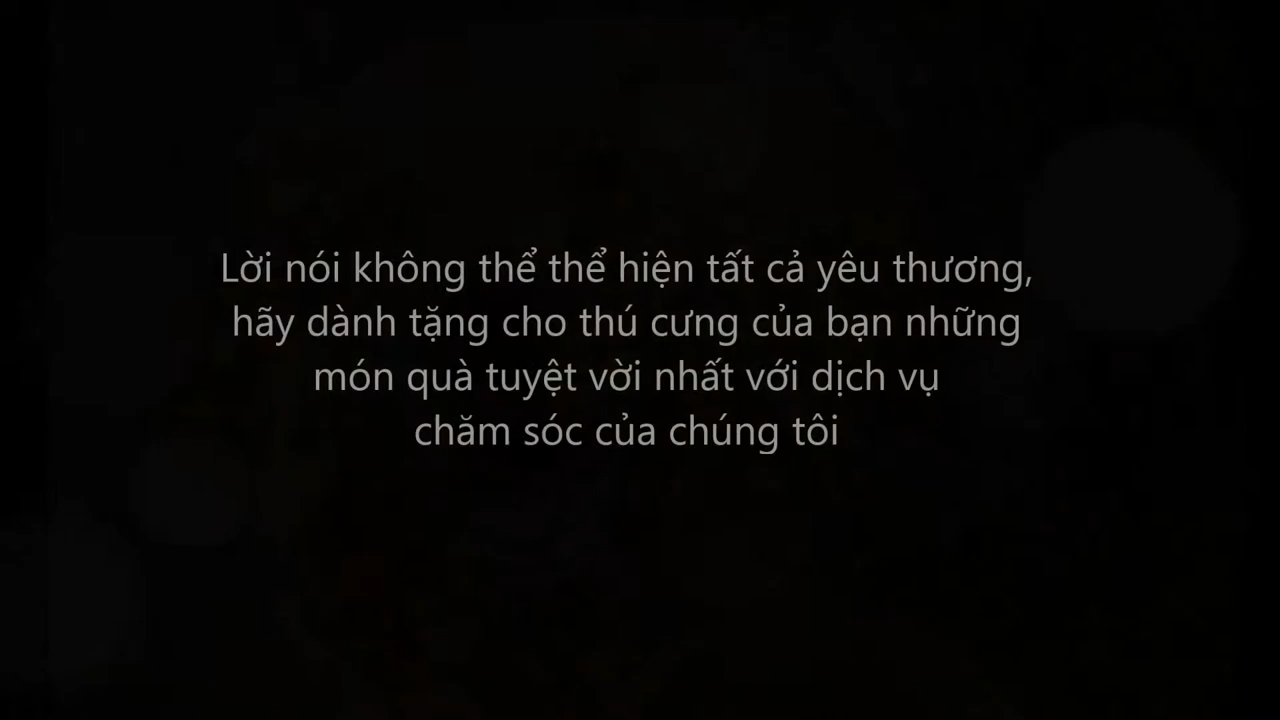 Lời nói không thể thể hiện tất cả yêu thương,
hãy dành tặng cho thú cưng của bạn những
món quà tuyệt vời nhất với dịch vụ
chăm sóc của chúng tôi